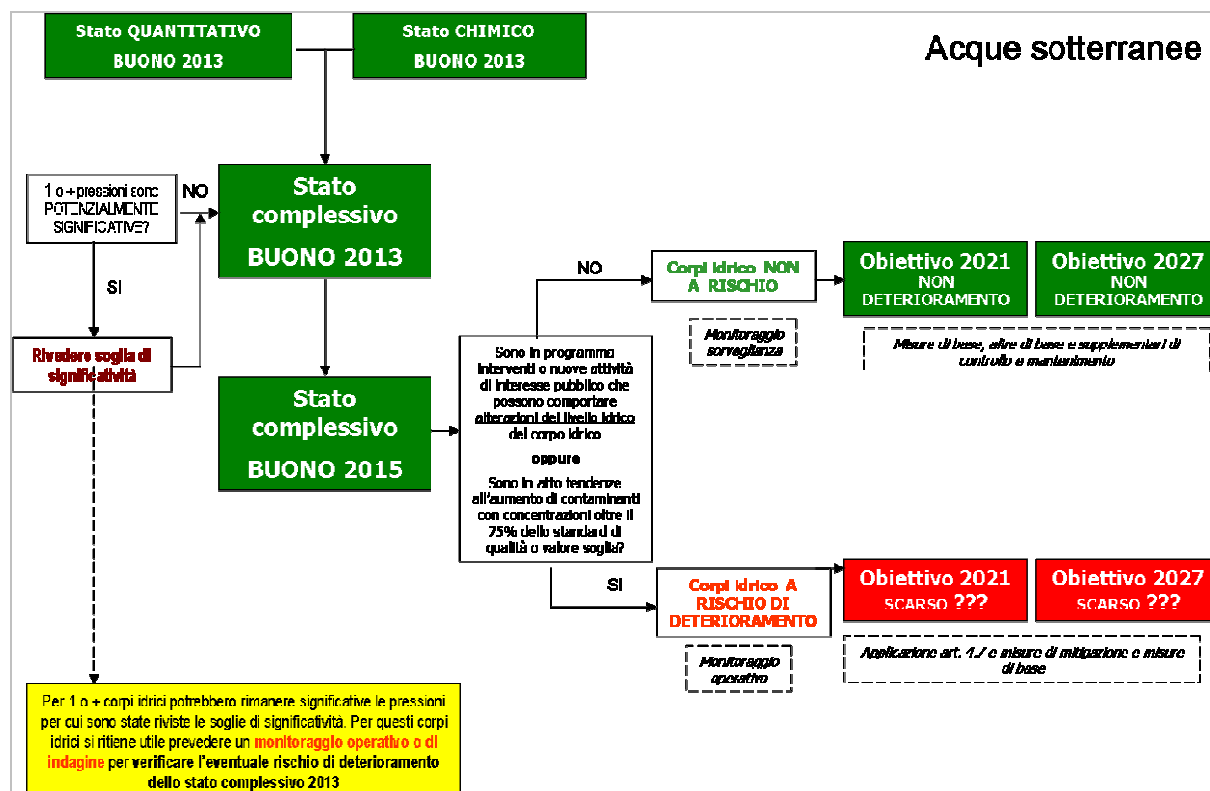 Stato QUANTITATIVO
BUONO 2013
Stato CHIMICO
BUONO 2013
Acque sotterranee
1 o + pressioni sono
POTENZIALMENTE
SIGNIFICATIVE?
NO
SI
Rivedere soglia di
significatività
Stato
complessivo
BUONO 2013
Stato
complessivo
BUONO 2015
Sono in programma
interventi o nuove attività
di interesse pubblico che
possono comportare
alterazioni del livello idrico
del corpo idrico
oppure
Sono in atto tendenze
all'aumento di contaminanti
con concentrazioni oltre il
75% dello standard di
qualità o valore soglia?
NO
Corpi idrico NON
A RISCHIO
Monitoraggio
sorveglianza
Obiettivo 2021
NON
DETERIORAMENTO
Obiettivo 2027
NON
DETERIORAMENTO
Misure di base, altre di base e supplementari di
controllo e mantenimento
SI
Corpi idrico A
RISCHIO DI
DETERIORAMENTO
Monitoraggio
operativo
Obiettivo 2021
SCARSO ???
Obiettivo 2027
SCARSO ???
Applicazione art. 4.7 e misure di mitigazione e misure
di base
Per 1 o + corpi idrici potrebbero rimanere significative le pressioni
per cui sono state riviste le soglie di significatività. Per questi corpi
idrici si ritiene utile prevedere un monitoraggio operativo o di
indagine per verificare l'eventuale rischio di deterioramento
dello stato complessivo 2013